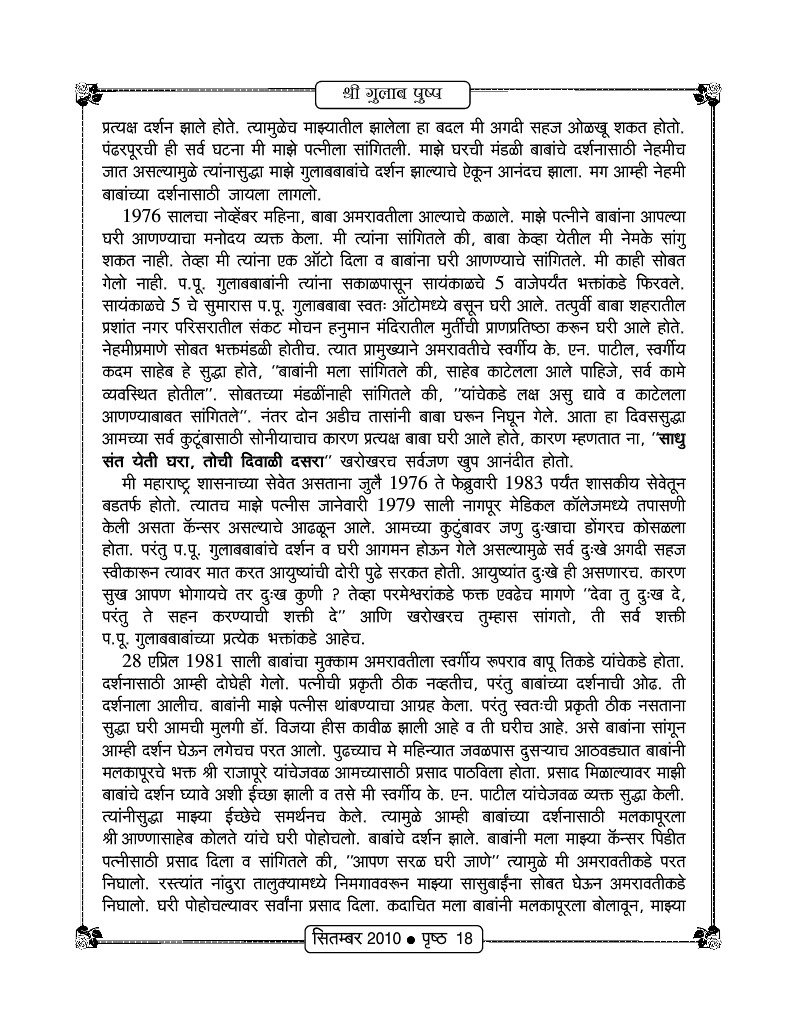 श्री गुलाब पुष्प
प्रत्यक्ष दर्शन झाले होते. त्यामुळेच माझ्यातील झालेला हा बदल मी अगदी सहज ओळखू शकत होतो.
पंढरपूरची ही सर्व घटना मी माझे पत्नीला सांगितली. माझे घरची मंडळी बाबांचे दर्शनासाठी नेहमीच
जात असल्यामुळे त्यांनासुद्धा माझे गुलाबबाबांचे दर्शन झाल्याचे ऐकून आनंदच झाला. मग आम्ही नेहमी
बाबांच्या दर्शनासाठी जायला लागलो.
1976 सालचा नोव्हेंबर महिना, बाबा अमरावतीला आल्याचे कळाले. माझे पत्नीने बाबांना आपल्या
घरी आणण्याचा मनोदय व्यक्त केला. मी त्यांना सांगितले की, बाबा केव्हा येतील मी नेमके सांगु
शकत नाही. तेव्हा मी त्यांना एक ऑटो दिला व बाबांना घरी आणण्याचे सांगितले. मी काही सोबत
गेलो नाही. प.पू. गुलाबबाबांनी त्यांना सकाळपासून सायंकाळचे 5 वाजेपर्यंत भक्तांकडे फिरवले.
सायंकाळचे 5 चे सुमारास प.पू. गुलाबबाबा स्वतः ऑटोमध्ये बसून घरी आले. तत्पुर्वी बाबा शहरातील
प्रशांत नगर परिसरातील संकट मोचन हनुमान मंदिरातील मुर्तीची प्राणप्रतिष्ठा करून घरी आले होते.
नेहमीप्रमाणे सोबत भक्तमंडळी होतीच. त्यात प्रामुख्याने अमरावतीचे स्वर्गीय के. एन. पाटील, स्वर्गीय
कदम साहेब हे सुद्धा होते, "बाबांनी मला सांगितले की, साहेब काटेलला आले पाहिजे, सर्व कामे
व्यवस्थित होतील". सोबतच्या मंडळींनाही सांगितले की, "यांचेकडे लक्ष असु द्यावे व काटेलला
आणण्याबाबत सांगितले". नंतर दोन अडीच तासांनी बाबा घरून निघून गेले. आता हा दिवससुद्धा
आमच्या सर्व कुटूंबासाठी सोनीयाचाच कारण प्रत्यक्ष बाबा घरी आले होते, कारण म्हणतात ना, "साधु
संत येती घरा, तोची दिवाळी दसरा" खरोखरच सर्वजण खुप आनंदीत होतो.
मी महाराष्ट्र शासनाच्या सेवेत असताना जुलै 1976 ते फेब्रुवारी 1983 पर्यंत शासकीय सेवेतून
बडतर्फ होतो. त्यातच माझे पत्नीस जानेवारी 1979 साली नागपूर मेडिकल कॉलेजमध्ये तपासणी
केली असता कॅन्सर असल्याचे आढळून आले. आमच्या कुटुंबावर जणु दुःखाचा डोंगरच कोसळला
होता. परंतु प.पू. गुलाबबाबांचे दर्शन व घरी आगमन होऊन गेले असल्यामुळे सर्व दुःखे अगदी सहज
स्वीकारून त्यावर मात करत आयुष्यांची दोरी पुढे सरकत होती. आयुष्यांत दुःखे ही असणारच. कारण
सुख आपण भोगायचे तर दुःख कुणी ? तेव्हा परमेश्वरांकडे फक्त एवढेच मागणे "देवा तु दुःख दे,
परंतु ते सहन करण्याची शक्ती दे" आणि खरोखरच तुम्हास सांगतो, ती सर्व शक्ती
प.पू. गुलाबबाबांच्या प्रत्येक भक्तांकडे आहेच.
28 एप्रिल 1981 साली बाबांचा मुक्काम अमरावतीला स्वर्गीय रूपराव बापू तिकडे यांचेकडे होता.
दर्शनासाठी आम्ही दोघेही गेलो. पत्नीची प्रकृती ठीक नव्हतीच, परंतु बाबांच्या दर्शनाची ओढ. ती
दर्शनाला आलीच. बाबांनी माझे पत्नीस थांबण्याचा आग्रह केला. परंतु स्वतःची प्रकृती ठीक नसताना
सुद्धा घरी आमची मुलगी डॉ. विजया हीस कावीळ झाली आहे व ती घरीच आहे. असे बाबांना सांगून
आम्ही दर्शन घेऊन लगेचच परत आलो. पुढच्याच मे महिन्यात जवळपास दुसऱ्याच आठवड्यात बाबांनी
मलकापूरचे भक्त श्री राजापूरे यांचेजवळ आमच्यासाठी प्रसाद पाठविला होता. प्रसाद मिळाल्यावर माझी
बाबांचे दर्शन घ्यावे अशी ईच्छा झाली व तसे मी स्वर्गीय के. एन. पाटील यांचेजवळ व्यक्त सुद्धा केली.
त्यांनीसुद्धा माझ्या ईच्छेचे समर्थनच केले. त्यामुळे आम्ही बाबांच्या दर्शनासाठी मलकापूरला
श्री आण्णासाहेब कोलते यांचे घरी पोहोचलो. बाबांचे दर्शन झाले. बाबांनी मला माझ्या कॅन्सर पिडीत
पत्नीसाठी प्रसाद दिला व सांगितले की, "आपण सरळ घरी जाणे" त्यामुळे मी अमरावतीकडे परत
निघालो. रस्त्यांत नांदुरा तालुक्यामध्ये निमगाववरून माझ्या सासुबाईंना सोबत घेऊन अमरावतीकडे
निघालो. घरी पोहोचल्यावर सर्वांना प्रसाद दिला. कदाचित मला बाबांनी मलकापूरला बोलावून, माझ्या
सितम्बर 2010 ● पृष्ठ 18